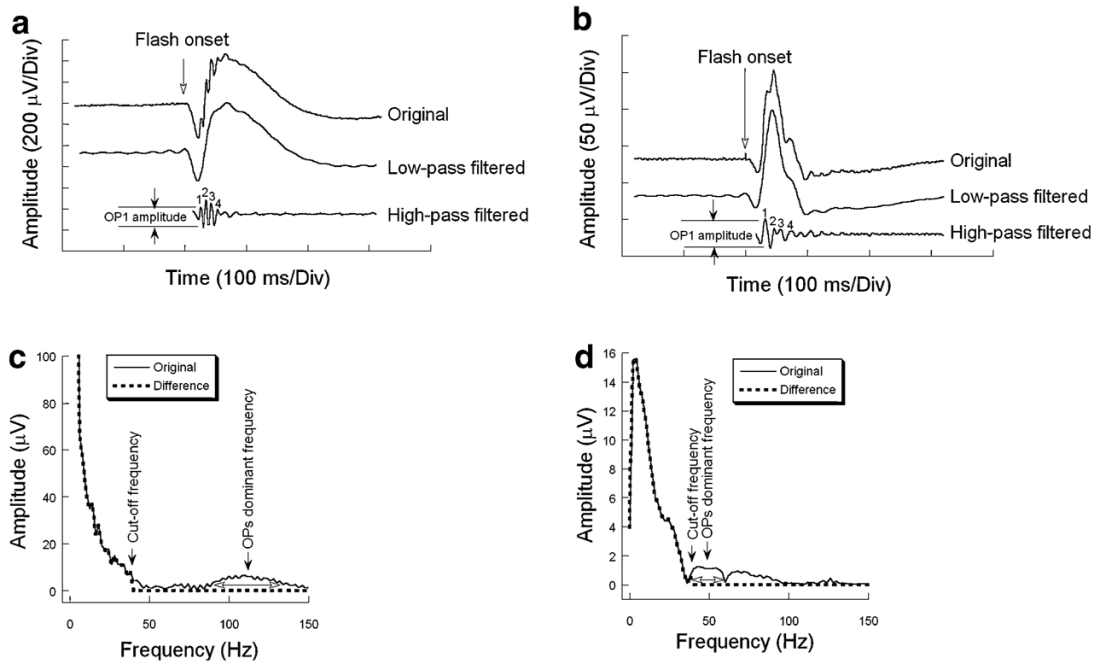 a
Amplitude (200 µV/Div)
Flash onset
Original
Low-pass filtered
OP1 amplitude
1 2 3 4
High-pass filtered
Time (100 ms/Div)
b
Amplitude (50 µV/Div)
Flash onset
Original
Low-pass filtered
OP1 amplitude
1 2 3 4
High-pass filtered
Time (100 ms/Div)
c
Amplitude (µV)
100
80
60
40
20
0
Original
Difference
Cut-off frequency
OPs dominant frequency
0 50 100 150
Frequency (Hz)
d
Amplitude (µV)
16
14
12
10
8
6
4
2
0
Original
Difference
Cut-off frequency
OPs dominant frequency
0 50 100 150
Frequency (Hz)